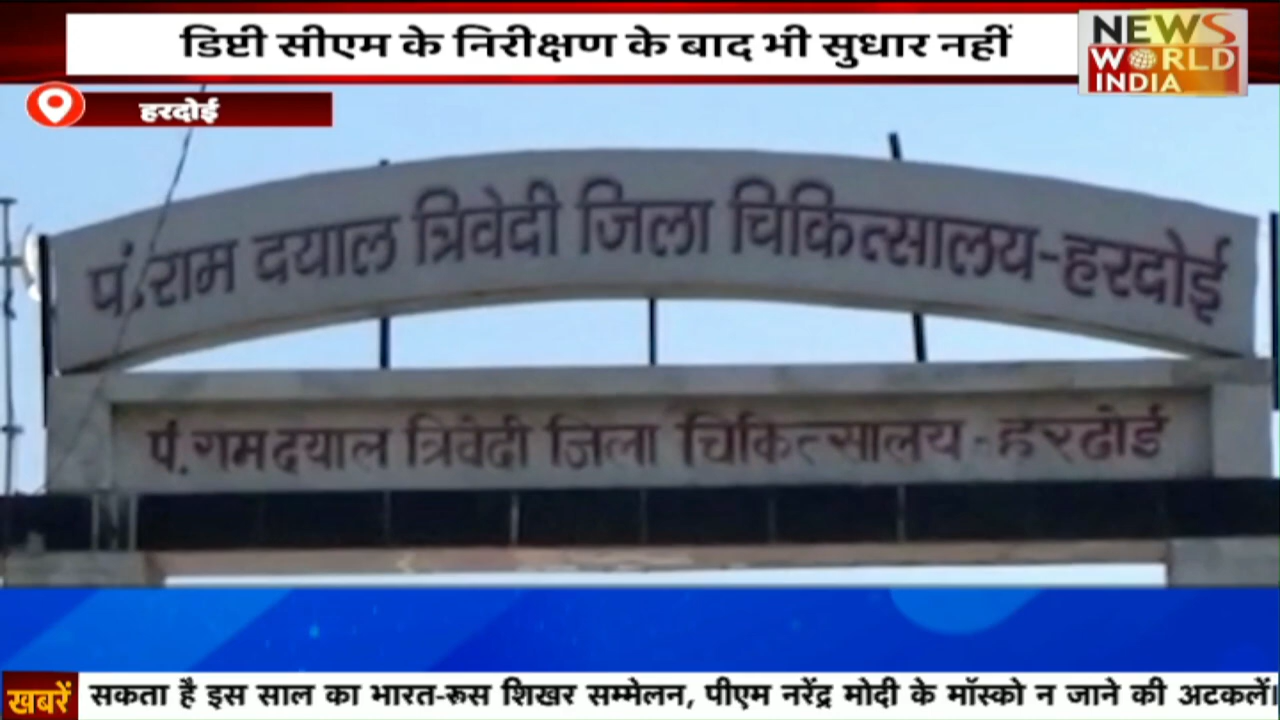 डिप्टी सीएम के निरीक्षण के बाद भी सुधार नहीं
NEWS
WORLD
INDIA
हरदोई
पं.राम दयाल त्रिवेदी जिला चिकित्सालय-हरदोई
पं.रामदयाल त्रिवेदी जिला चिकित्सालय-हरदोई
खबरें
सकता है इस साल का भारत-रूस शिखर सम्मेलन, पीएम नरेंद्र मोदी के मॉस्को न जाने की अटकलें।